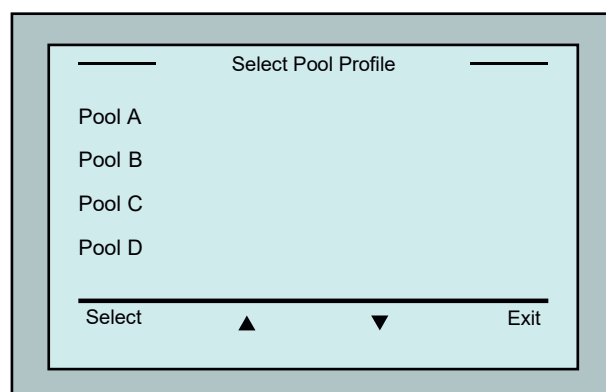 Select Pool Profile
Pool A
Pool B
Pool C
Pool D
Select ▲ ▼ Exit